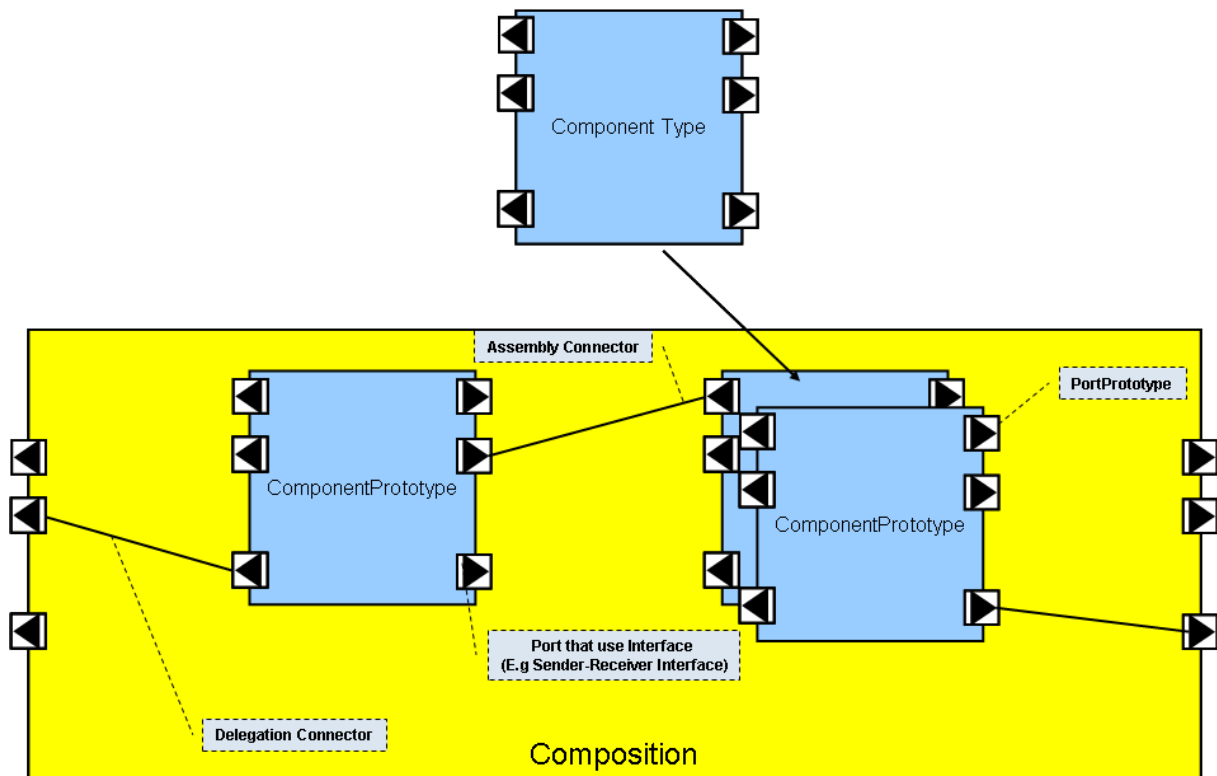 Component Type
Assembly Connector
PortPrototype
ComponentPrototype
ComponentPrototype
Port that use Interface
(E.g Sender-Receiver Interface)
Delegation Connector
Composition